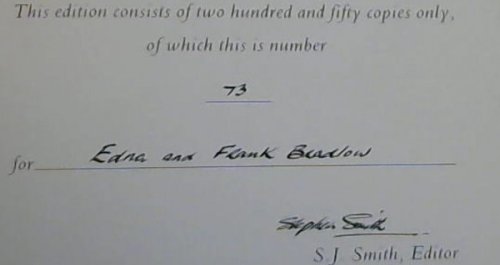 This edition consists of two hundred and fifty copies only,
of which this is number
73
for Edna and Frank Bradlow
Stephen Smith
S. J. Smith, Editor